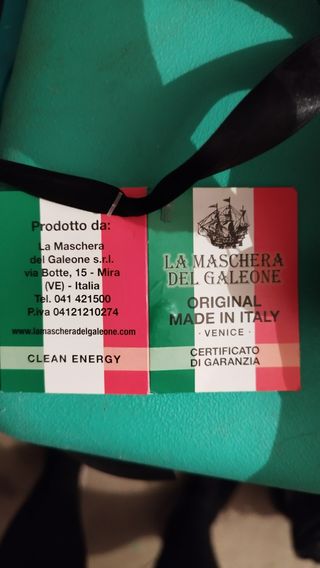 Prodotto da:
La Maschera
del Galeone s.r.l.
via Botte, 15 - Mira
(VE) - Italia
Tel. 041 421500
P.iva 04121210274
www.lamascheradelgaleone.com
CLEAN ENERGY
LA MASCHERA
DEL GALEONE
ORIGINAL
MADE IN ITALY
· VENICE ·
CERTIFICATO
DI GARANZIA